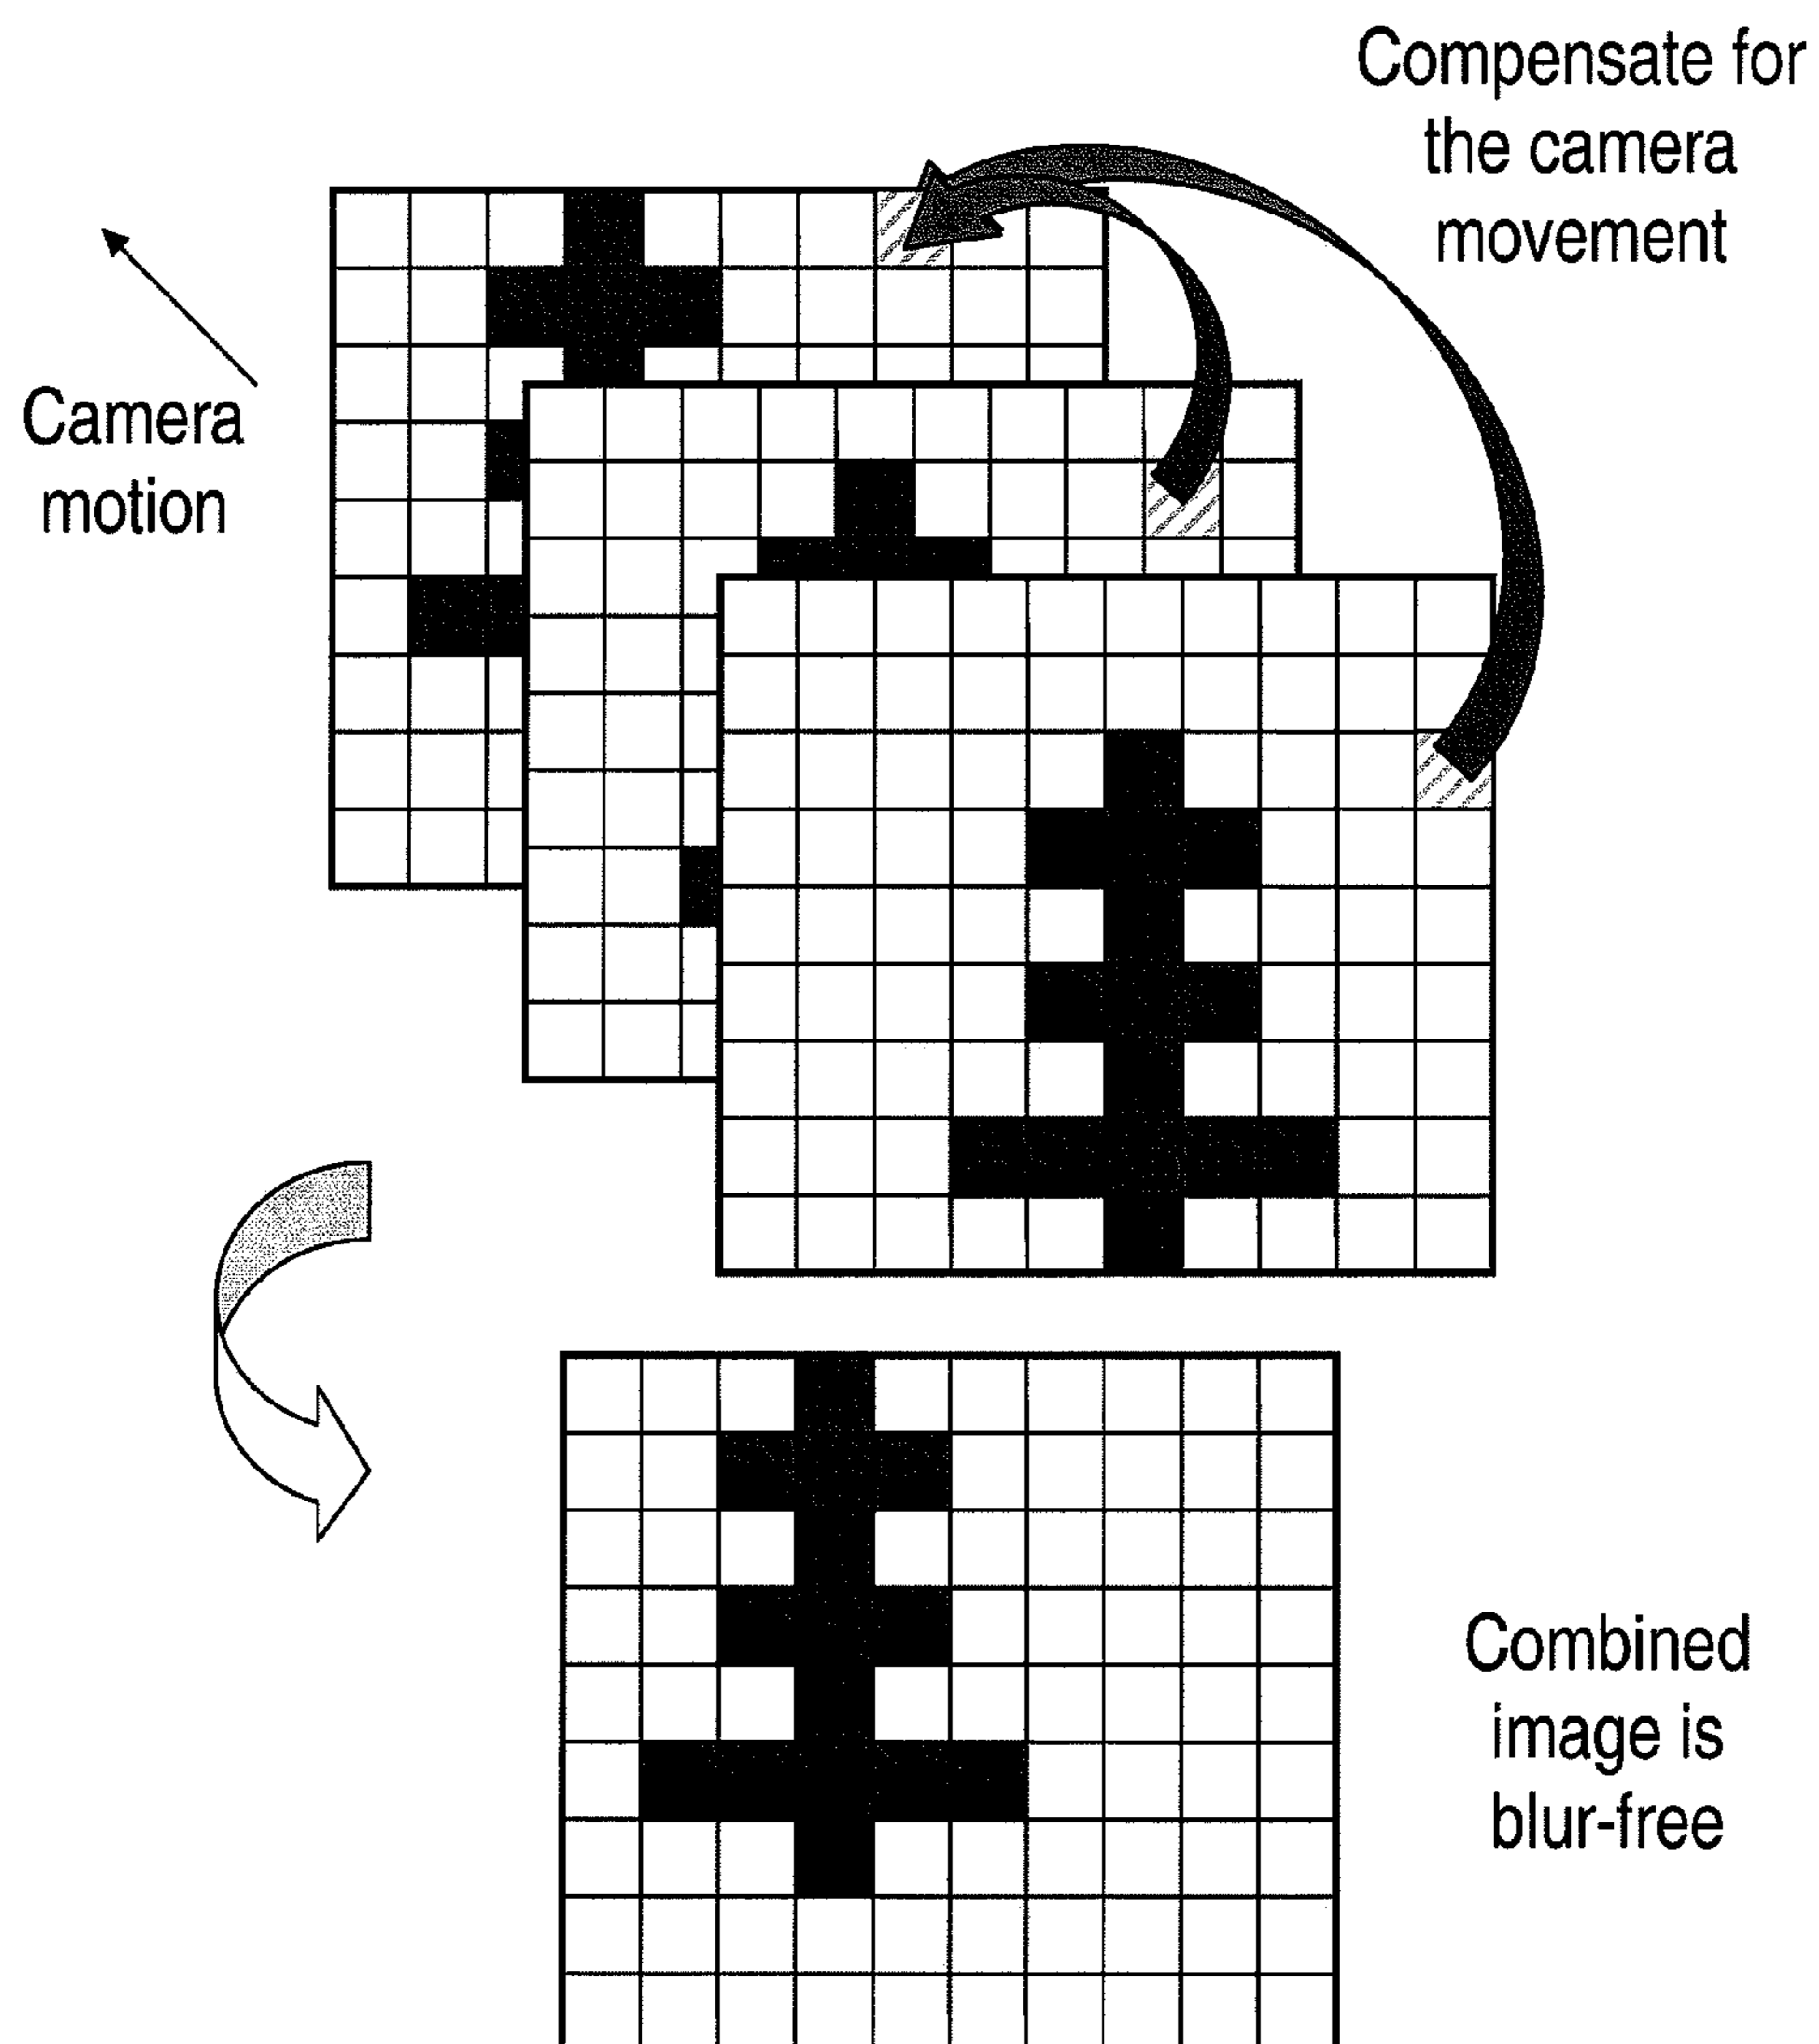 Compensate for
the camera
movement
Camera
motion
Combined
image is
blur-free